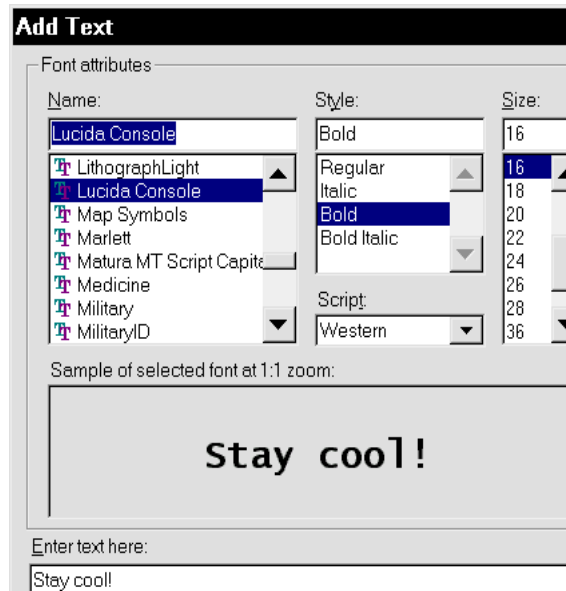 Add Text
Font attributes
Name:
Style:
Size:
Lucida Console
Bold
16
LithographLight
Lucida Console
Map Symbols
Marlett
Matura MT Script Capita
Medicine
Military
MilitaryID
Regular
Italic
Bold
Bold Italic
Script:
Western
16
18
20
22
24
26
28
36
Sample of selected font at 1:1 zoom:
Stay cool!
Enter text here:
Stay cool!